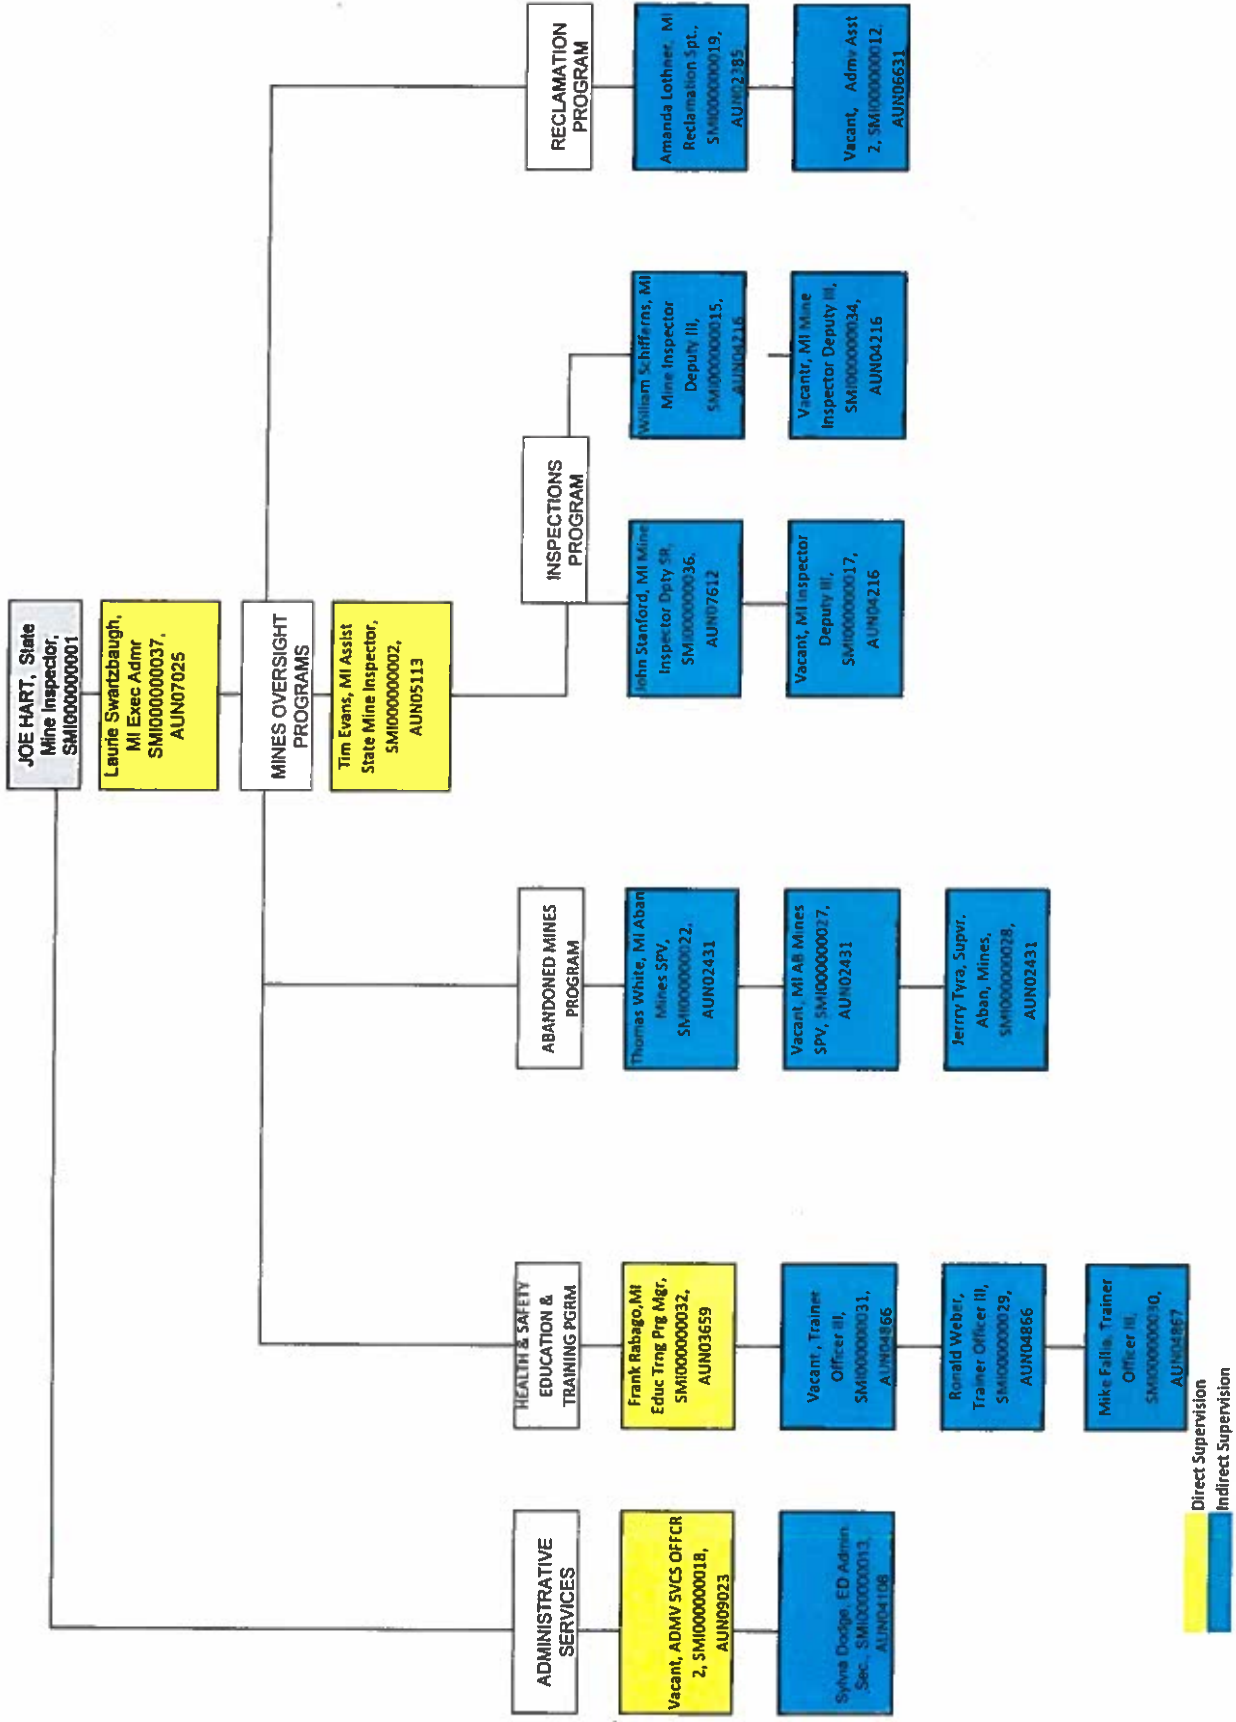 JOE HART, State
Mine Inspector,
SMI000000001
Laurie Swartzbaugh,
MI Exec Admr
SMI000000037,
AUN07025
MINES OVERSIGHT
PROGRAMS
Tim Evans, MI Assist
State Mine Inspector,
SMI000000002,
AUN05113
ADMINISTRATIVE
SERVICES
Vacant, ADMV SVCS OFFCR
2, SMI000000018,
AUN09023
Sylvia Dodge, ED Admin
Sec., SMI000000013,
AUN04108
HEALTH & SAFETY
EDUCATION &
TRAINING PGRM
Frank Rabago,MI
Educ Trng Prg Mgr,
SMI000000032,
AUN03659
Vacant, Trainer
Officer III,
SMI000000031,
AUN04866
Ronald Weber,
Trainer Officer III,
SMI000000029,
AUN04866
Mike Falla, Trainer
Officer III,
SMI000000030,
AUN04867
ABANDONED MINES
PROGRAM
Thomas White, MI Aban
Mines SPV,
SMI000000022,
AUN02431
Vacant, MI AB Mines
SPV, SMI000000027,
AUN02431
Jerrry Tyra, Supvr.
Aban, Mines,
SMI000000028,
AUN02431
INSPECTIONS
PROGRAM
John Stanford, MI Mine
Inspector Dpty SR,
SMI000000036,
AUN07612
Vacant, MI Inspector
Deputy III,
SMI000000017,
AUN04216
William Schifferns, MI
Mine Inspector
Deputy III,
SMI000000015,
AUN04216
Vacantr, MI Mine
Inspector Deputy III,
SMI000000034,
AUN04216
RECLAMATION
PROGRAM
Amanda Lothner, MI
Reclamation Spt.,
SMI000000019,
AUN02385
Vacant, Admv Asst
2, SMI000000012,
AUN06631
Direct Supervision
Indirect Supervision